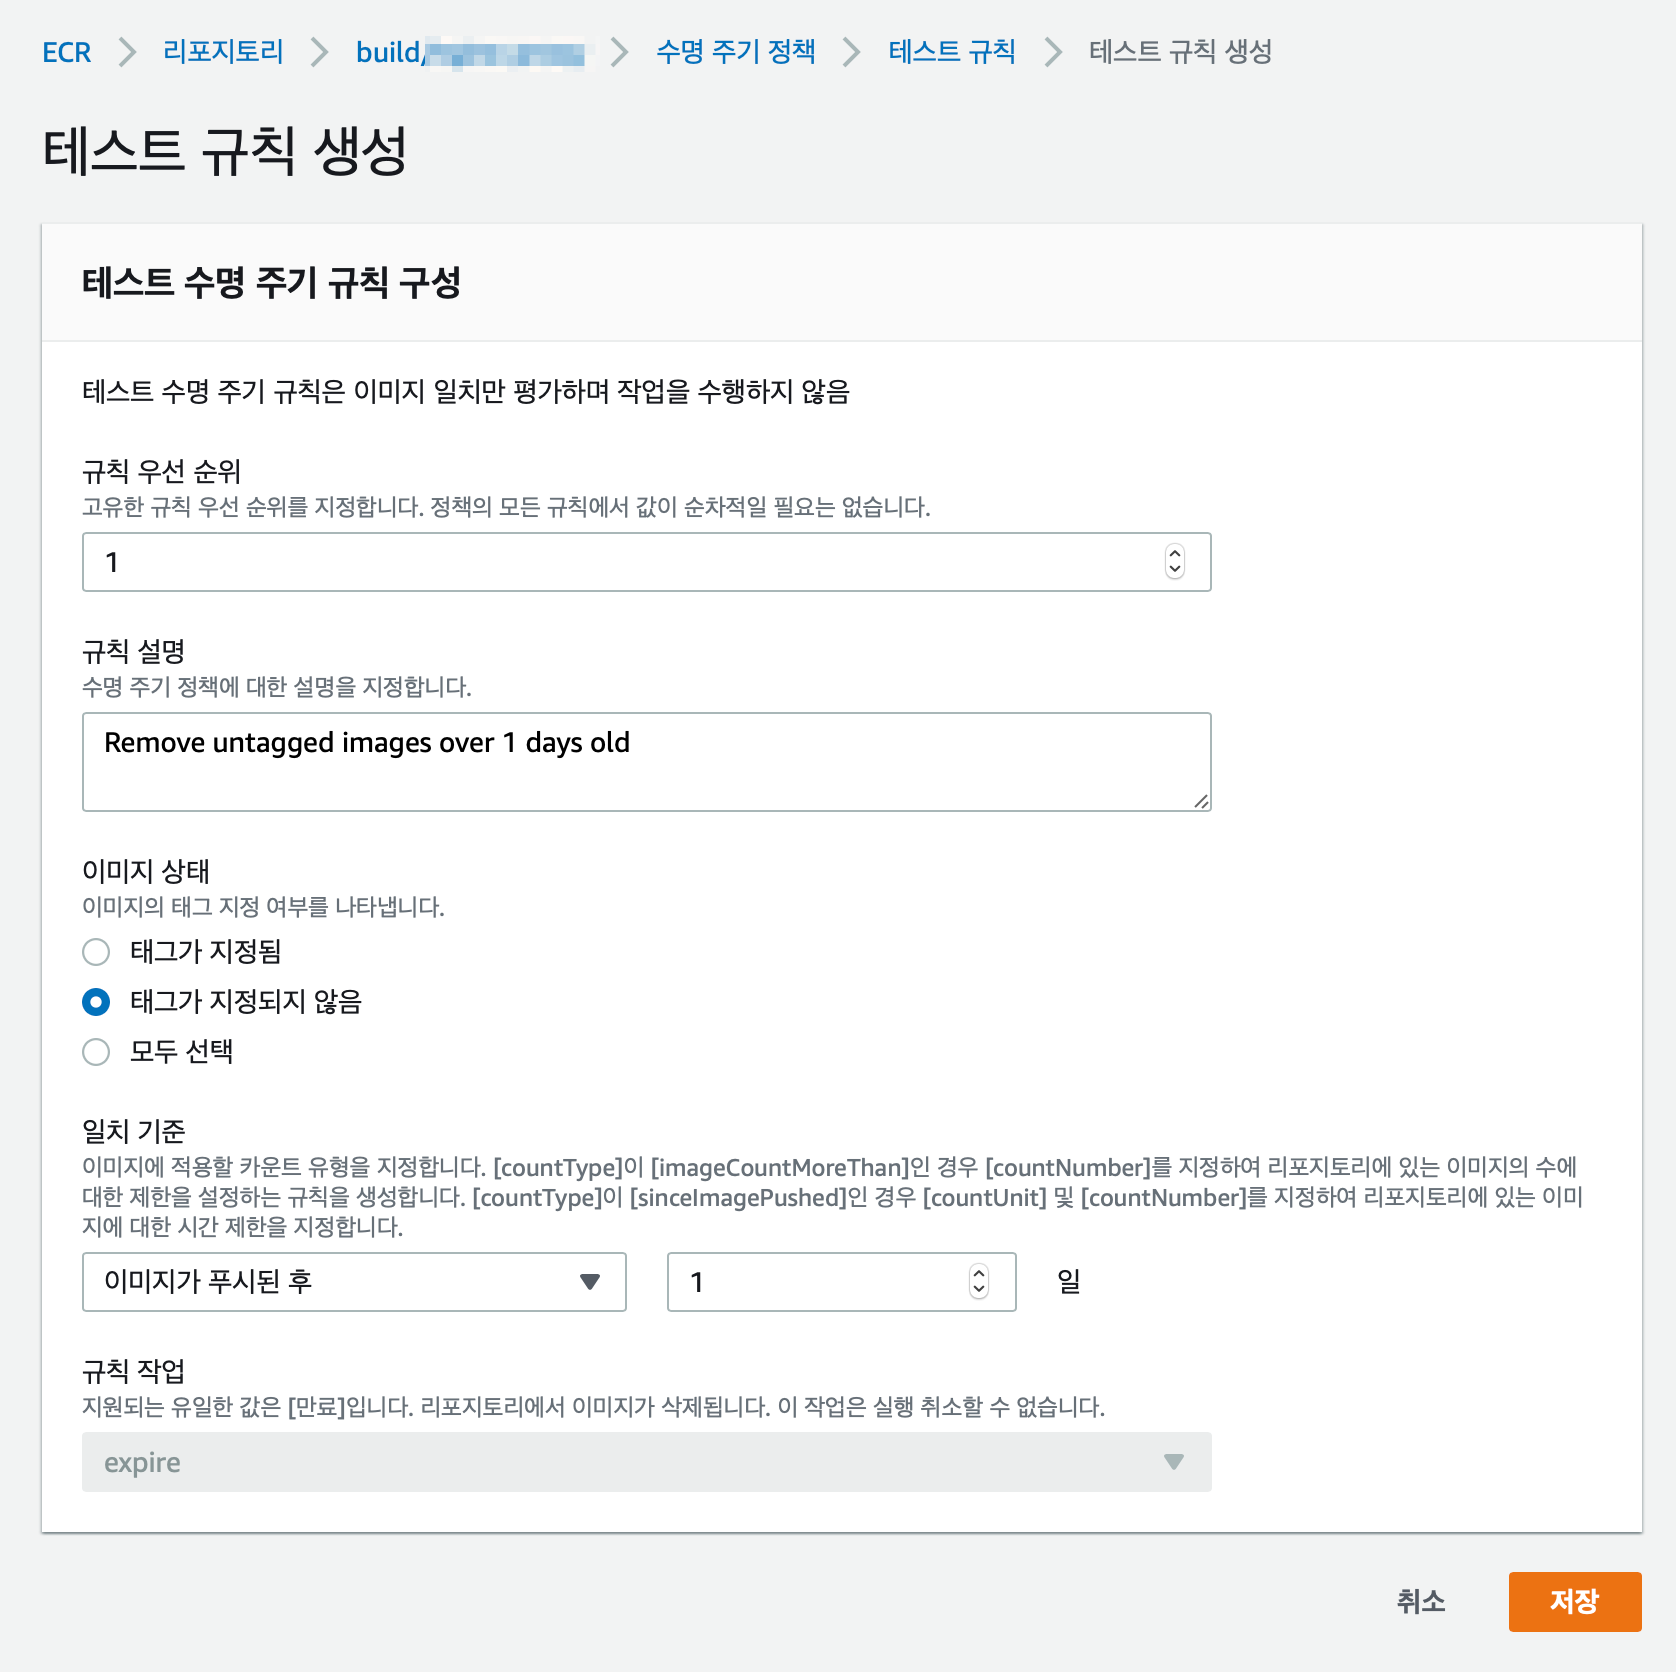 ECR 리포지토리 build/ 수명 주기 정책 테스트 규칙 테스트 규칙 생성
테스트 규칙 생성
테스트 수명 주기 규칙 구성
테스트 수명 주기 규칙은 이미지 일치만 평가하며 작업을 수행하지 않음
규칙 우선 순위
고유한 규칙 우선 순위를 지정합니다. 정책의 모든 규칙에서 값이 순차적일 필요는 없습니다.
1
규칙 설명
수명 주기 정책에 대한 설명을 지정합니다.
Remove untagged images over 1 days old
이미지 상태
이미지의 태그 지정 여부를 나타냅니다.
태그가 지정됨
태그가 지정되지 않음
모두 선택
일치 기준
이미지에 적용할 카운트 유형을 지정합니다. [countType]이 [imageCountMoreThan]인 경우 [countNumber]를 지정하여 리포지토리에 있는 이미지의 수에
대한 제한을 설정하는 규칙을 생성합니다. [countType]이 [sinceImagePushed]인 경우 [countUnit] 및 [countNumber]를 지정하여 리포지토리에 있는 이미
지에 대한 시간 제한을 지정합니다.
이미지가 푸시된 후 1 일
규칙 작업
지원되는 유일한 값은 [만료]입니다. 리포지토리에서 이미지가 삭제됩니다. 이 작업은 실행 취소할 수 없습니다.
expire
취소 저장